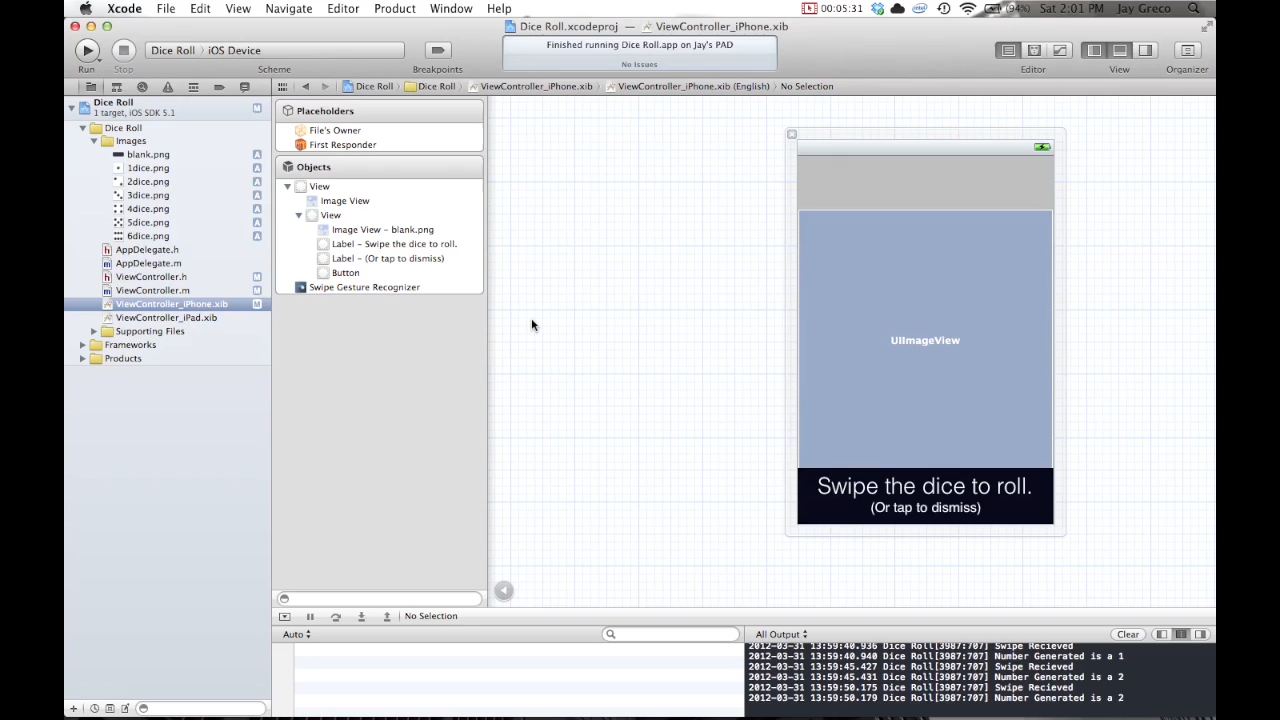 Xcode File Edit View Navigate Editor Product Window Help 00:05:31 (94%) Sat 2:01 PM Jay Greco
Dice Roll.xcodeproj — ViewController_iPhone.xib
Dice Roll iOS Device
Finished running Dice Roll.app on Jay's PAD
No Issues
Run Stop Scheme Breakpoints Editor View Organizer
Dice Roll Dice Roll ViewController_iPhone.xib ViewController_iPhone.xib (English) No Selection
Dice Roll M
1 target, iOS SDK 5.1
Dice Roll
Images
blank.png A
1dice.png A
2dice.png A
3dice.png A
4dice.png A
5dice.png A
6dice.png A
AppDelegate.h
AppDelegate.m
ViewController.h M
ViewController.m M
ViewController_iPhone.xib M
ViewController_iPad.xib
Supporting Files
Frameworks
Products
Placeholders
File's Owner
First Responder
Objects
View
Image View
View
Image View – blank.png
Label – Swipe the dice to roll.
Label – (Or tap to dismiss)
Button
Swipe Gesture Recognizer
UIImageView
Swipe the dice to roll.
(Or tap to dismiss)
No Selection
Auto
All Output Clear
2012-03-31 13:59:40.936 Dice Roll[3987:707] Swipe Recieved
2012-03-31 13:59:40.940 Dice Roll[3987:707] Number Generated is a 1
2012-03-31 13:59:45.427 Dice Roll[3987:707] Swipe Recieved
2012-03-31 13:59:45.431 Dice Roll[3987:707] Number Generated is a 2
2012-03-31 13:59:50.175 Dice Roll[3987:707] Swipe Recieved
2012-03-31 13:59:50.179 Dice Roll[3987:707] Number Generated is a 2